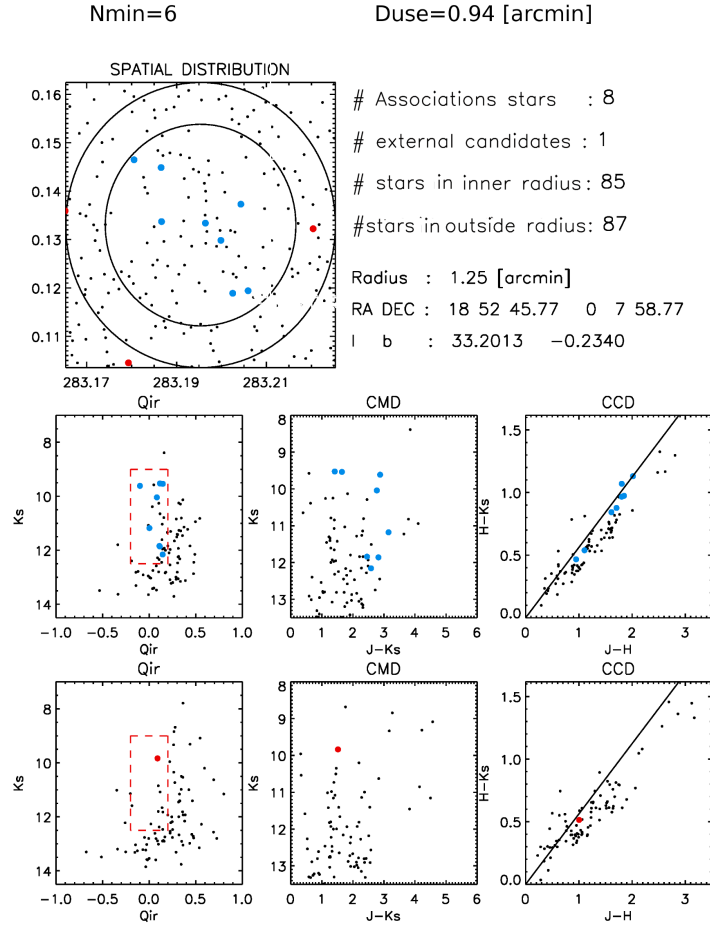 Nmin=6 Duse=0.94 [arcmin]
SPATIAL DISTRIBUTION
0.16
0.15
0.14
0.13
0.12
0.11
283.17 283.19 283.21
# Associations stars : 8
# external candidates : 1
# stars in inner radius: 85
#stars in outside radius: 87
Radius : 1.25 [arcmin]
RA DEC : 18 52 45.77 0 7 58.77
l b : 33.2013 −0.2340
Qir
Ks
8
10
12
14
−1.0 −0.5 0.0 0.5 1.0
Qir
CMD
Ks
8
9
10
11
12
13
0 1 2 3 4 5 6
J−Ks
CCD
H−Ks
1.5
1.0
0.5
0.0
0 1 2 3
J−H
Qir
Ks
8
10
12
14
−1.0 −0.5 0.0 0.5 1.0
Qir
CMD
Ks
8
9
10
11
12
13
0 1 2 3 4 5 6
J−Ks
CCD
H−Ks
1.5
1.0
0.5
0.0
0 1 2 3
J−H